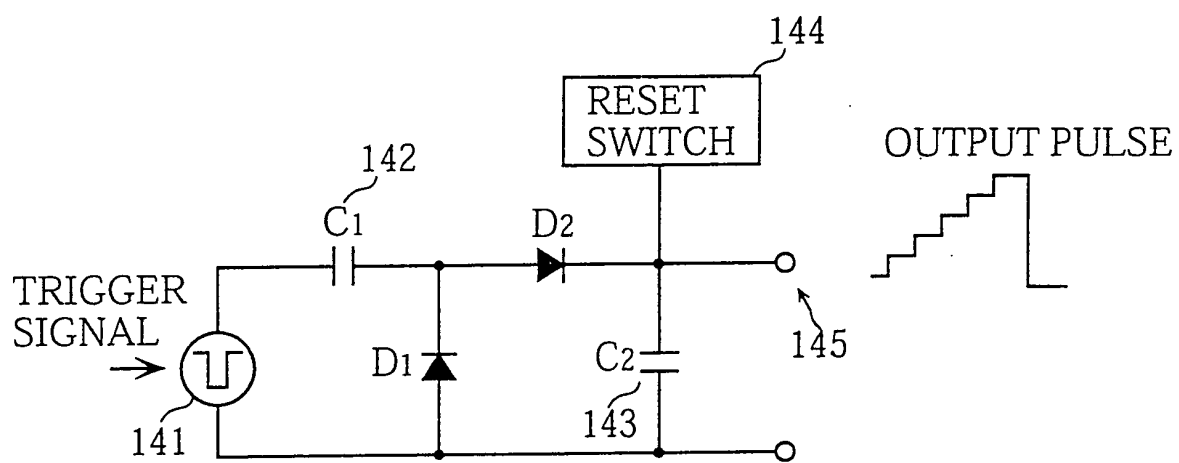 144
RESET
SWITCH
OUTPUT PULSE
142
C1
D2
TRIGGER
SIGNAL
D1
C2
145
143
141